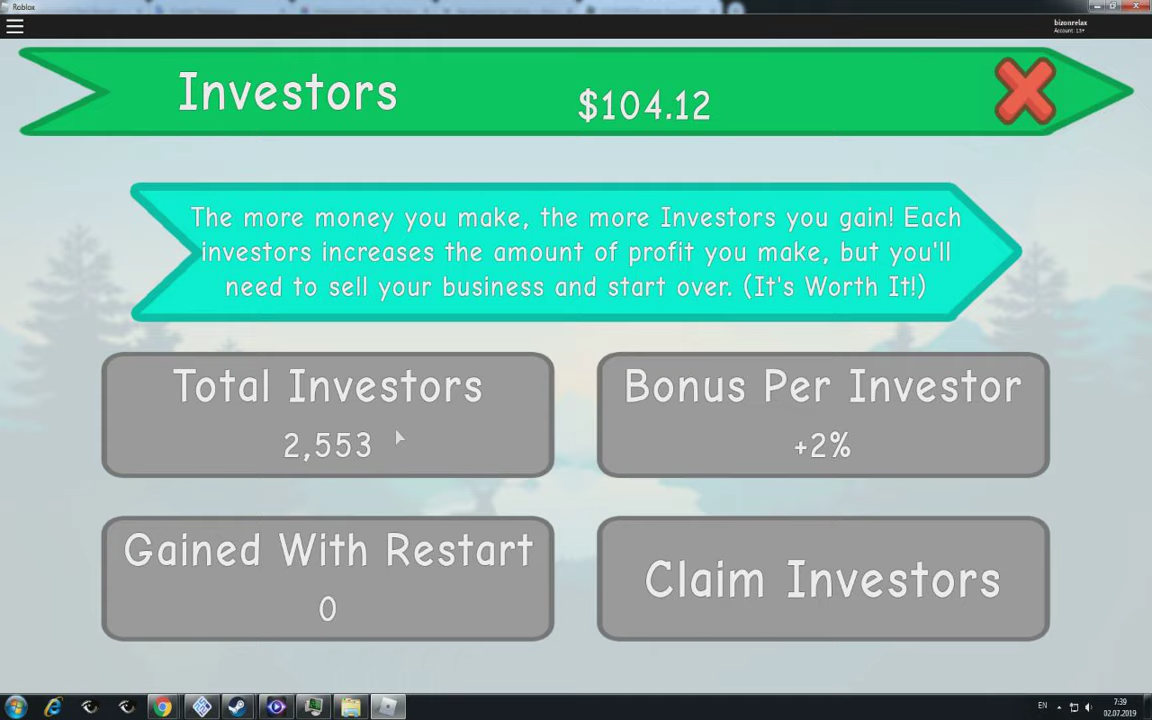 Roblox
bizonrelax
Account: 13+
Investors
$104.12
The more money you make, the more Investors you gain! Each
investors increases the amount of profit you make, but you'll
need to sell your business and start over. (It's Worth It!)
Total Investors
2,553
Bonus Per Investor
+2%
Gained With Restart
0
Claim Investors
EN
7:39
02.07.2019